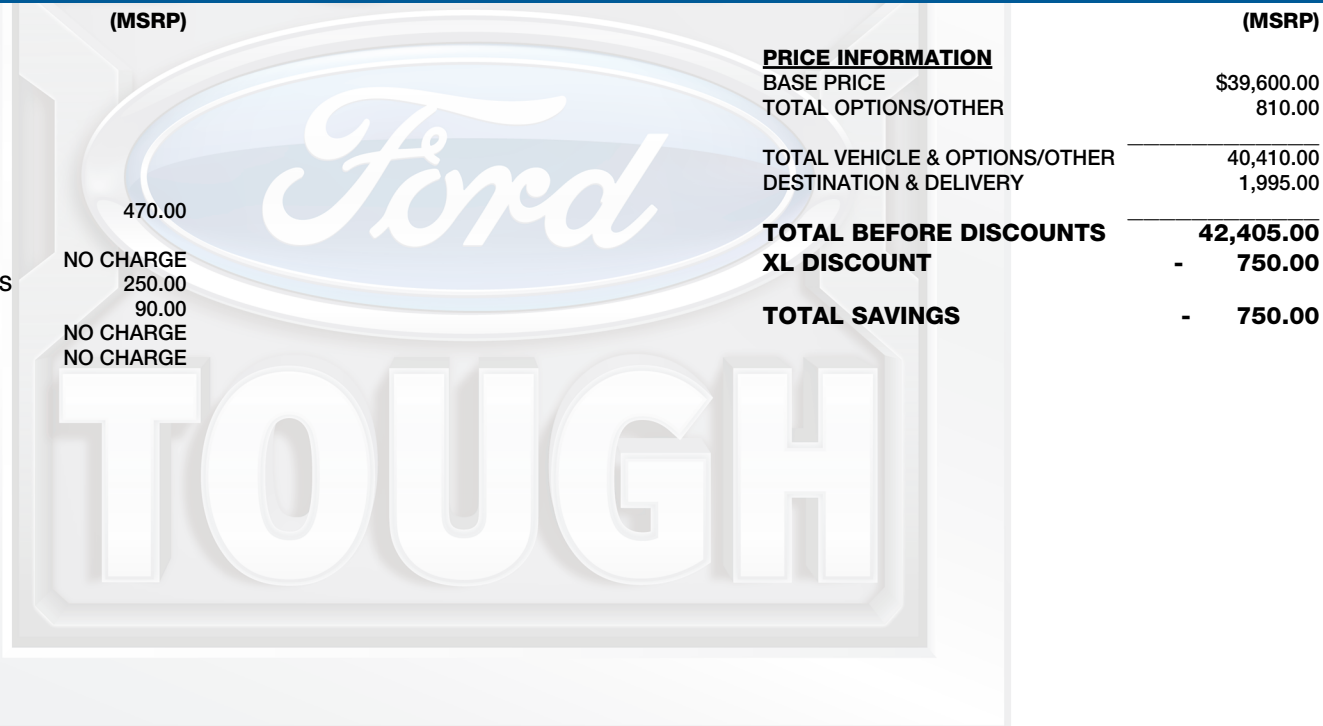 (MSRP)
470.00
NO CHARGE
S 250.00
90.00
NO CHARGE
NO CHARGE
(MSRP)
PRICE INFORMATION
BASE PRICE $39,600.00
TOTAL OPTIONS/OTHER 810.00
TOTAL VEHICLE & OPTIONS/OTHER 40,410.00
DESTINATION & DELIVERY 1,995.00
TOTAL BEFORE DISCOUNTS 42,405.00
XL DISCOUNT - 750.00
TOTAL SAVINGS - 750.00
Ford
TOUGH